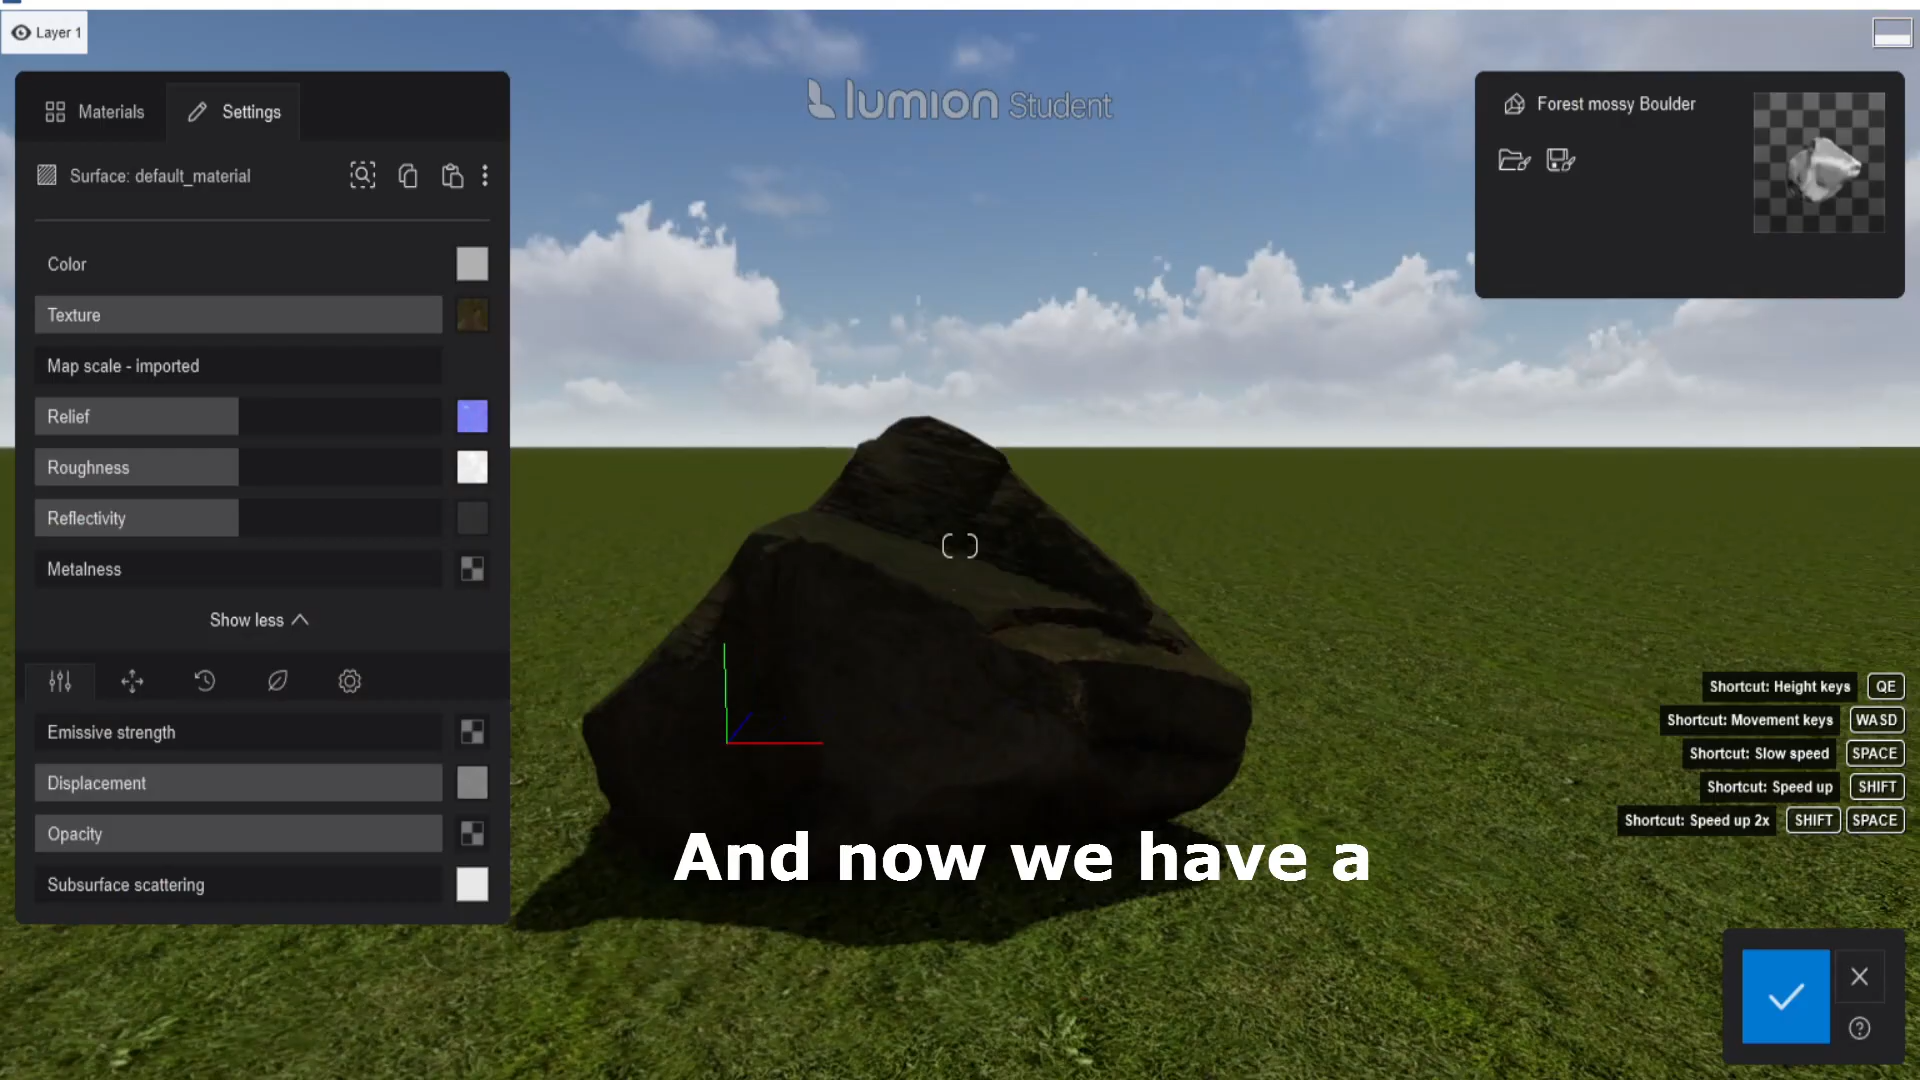 Layer 1
Materials
Settings
lumion Student
Forest mossy Boulder
Surface: default_material
Color
Texture
Map scale - imported
Relief
Roughness
Reflectivity
Metalness
Show less
Emissive strength
Displacement
Opacity
Subsurface scattering
Shortcut: Height keys QE
Shortcut: Movement keys WASD
Shortcut: Slow speed SPACE
Shortcut: Speed up SHIFT
Shortcut: Speed up 2x SHIFT SPACE
And now we have a